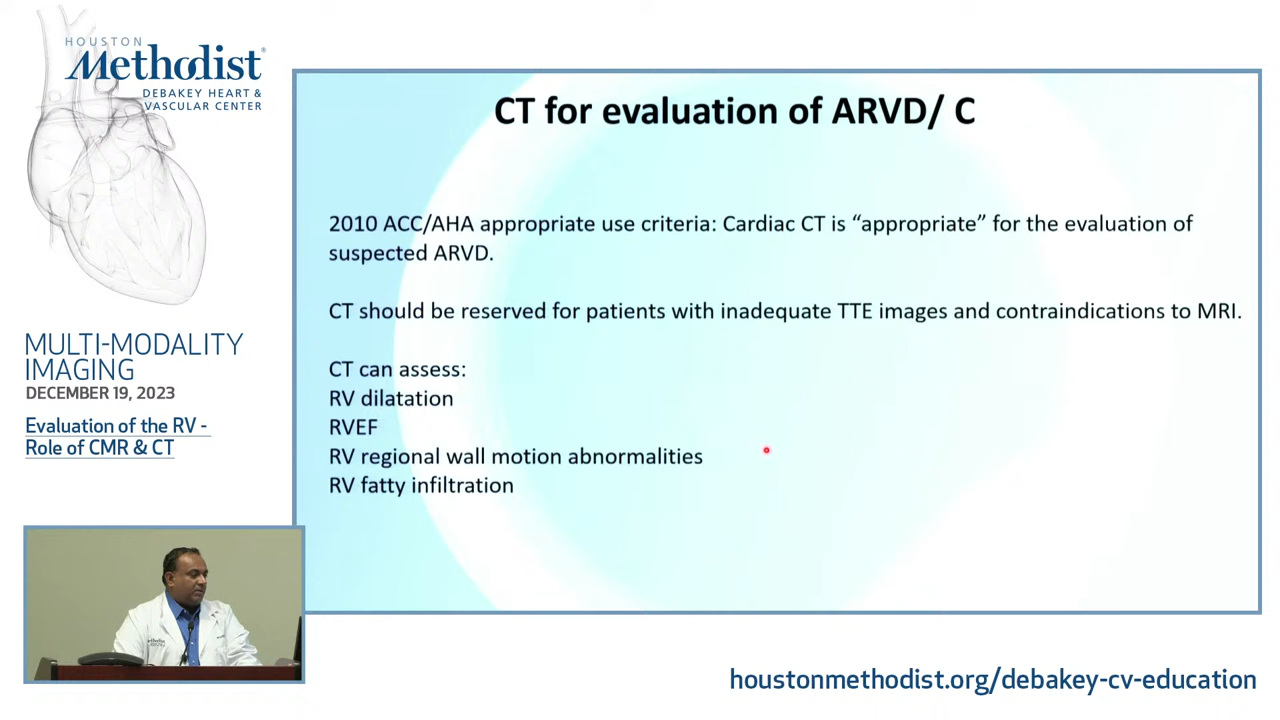 HOUSTON
Methodist®
DEBAKEY HEART &
VASCULAR CENTER
MULTI-MODALITY
IMAGING
DECEMBER 19, 2023
Evaluation of the RV -
Role of CMR & CT
CT for evaluation of ARVD/ C
2010 ACC/AHA appropriate use criteria: Cardiac CT is “appropriate” for the evaluation of
suspected ARVD.
CT should be reserved for patients with inadequate TTE images and contraindications to MRI.
CT can assess:
RV dilatation
RVEF
RV regional wall motion abnormalities
RV fatty infiltration
Methodist
houstonmethodist.org/debakey-cv-education